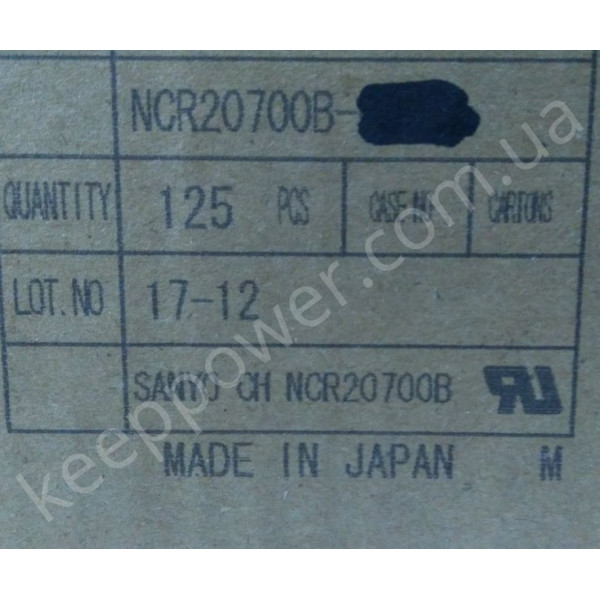 NCR20700B-
QUANTITY 125 PCS CASE NO CARTONS
LOT.NO 17-12
SANYO CH NCR20700B RU
MADE IN JAPAN M
keeppower.com.ua